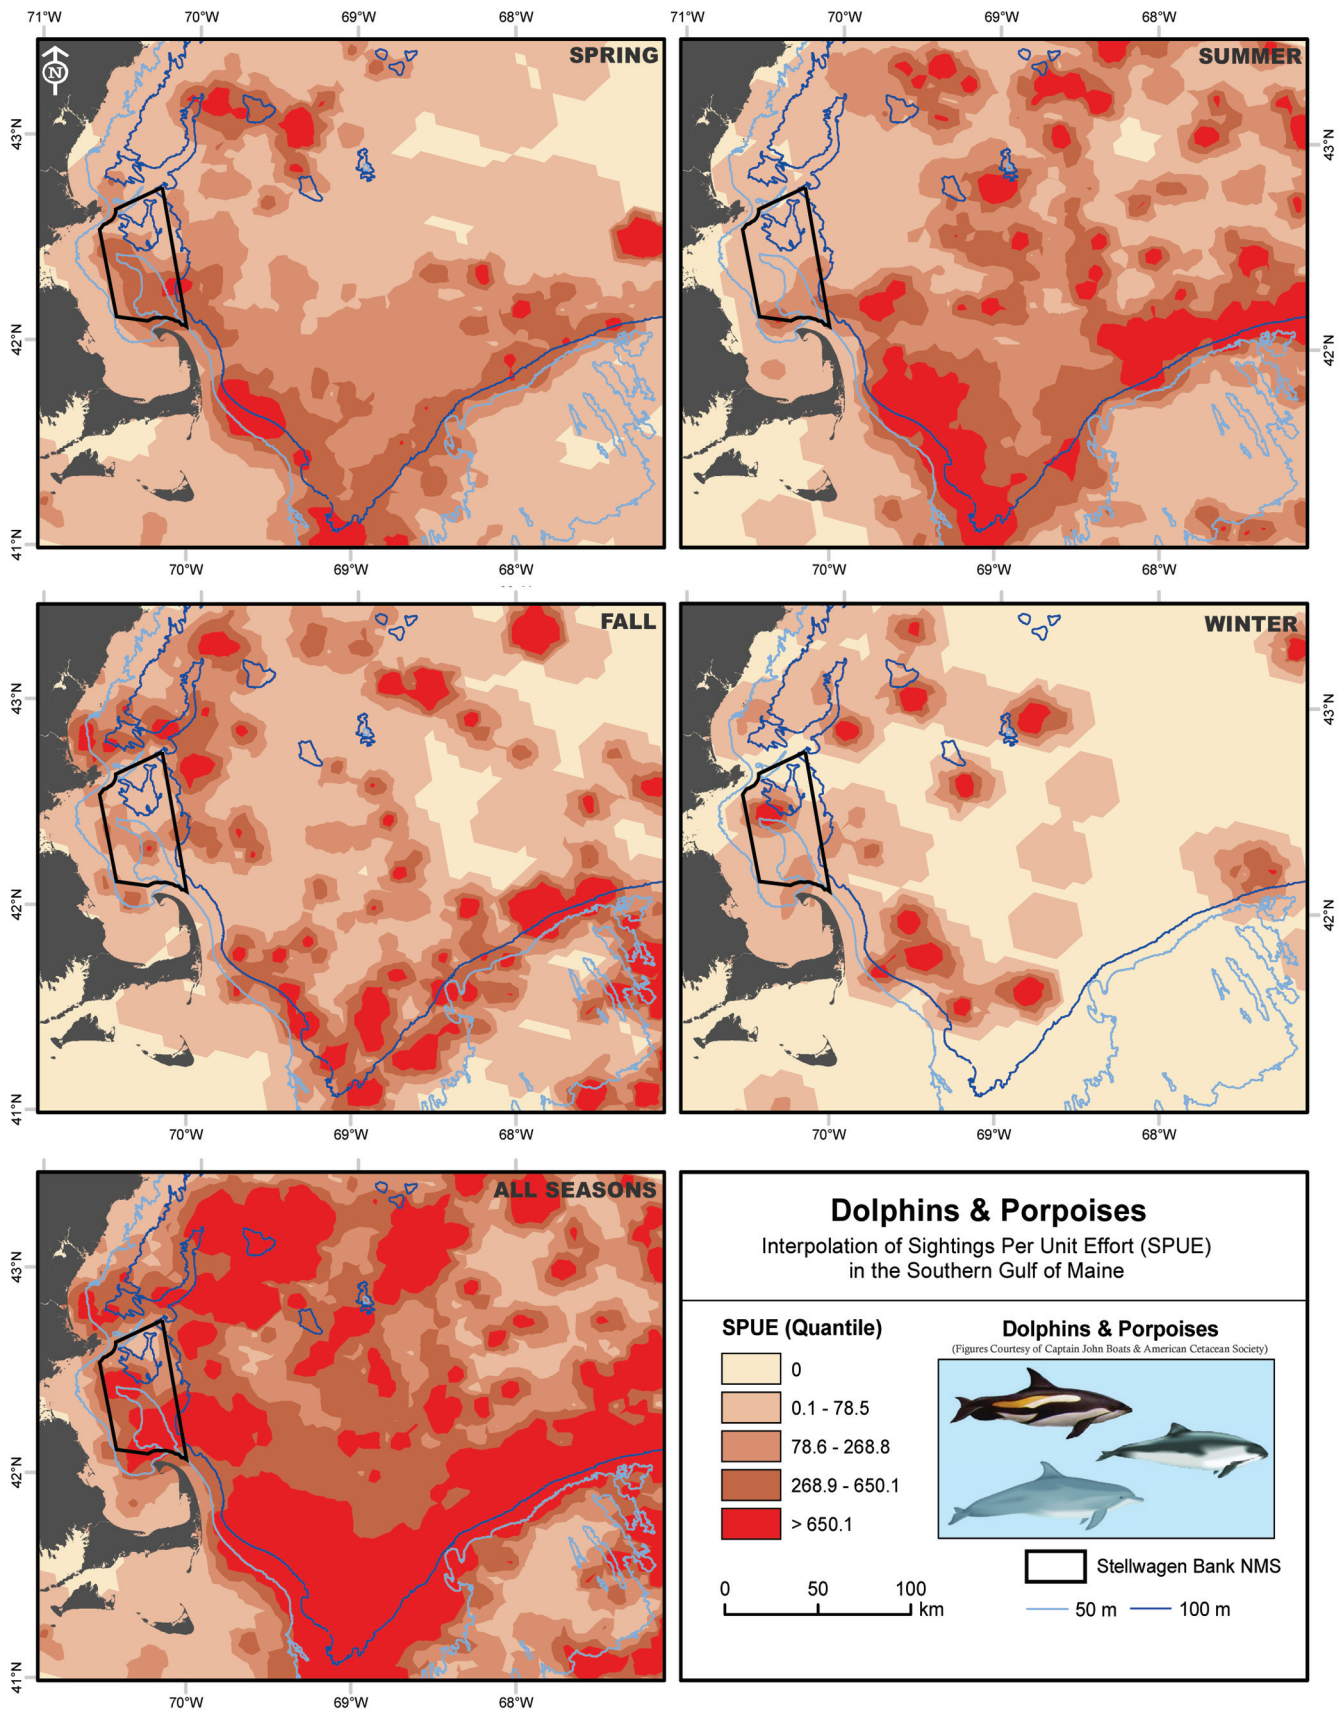 71°W 70°W 69°W 68°W 71°W 70°W 69°W 68°W
SPRING
SUMMER
N
43°N
43°N
42°N
42°N
41°N
70°W 69°W 68°W 70°W 69°W 68°W
FALL
WINTER
43°N
43°N
42°N
42°N
41°N
70°W 69°W 68°W 70°W 69°W 68°W
ALL SEASONS
43°N
42°N
41°N
70°W 69°W 68°W
Dolphins & Porpoises
Interpolation of Sightings Per Unit Effort (SPUE)
in the Southern Gulf of Maine
SPUE (Quantile)
0
0.1 - 78.5
78.6 - 268.8
268.9 - 650.1
> 650.1
0 50 100
km
Dolphins & Porpoises
(Figures Courtesy of Captain John Boats & American Cetacean Society)
Stellwagen Bank NMS
50 m 100 m